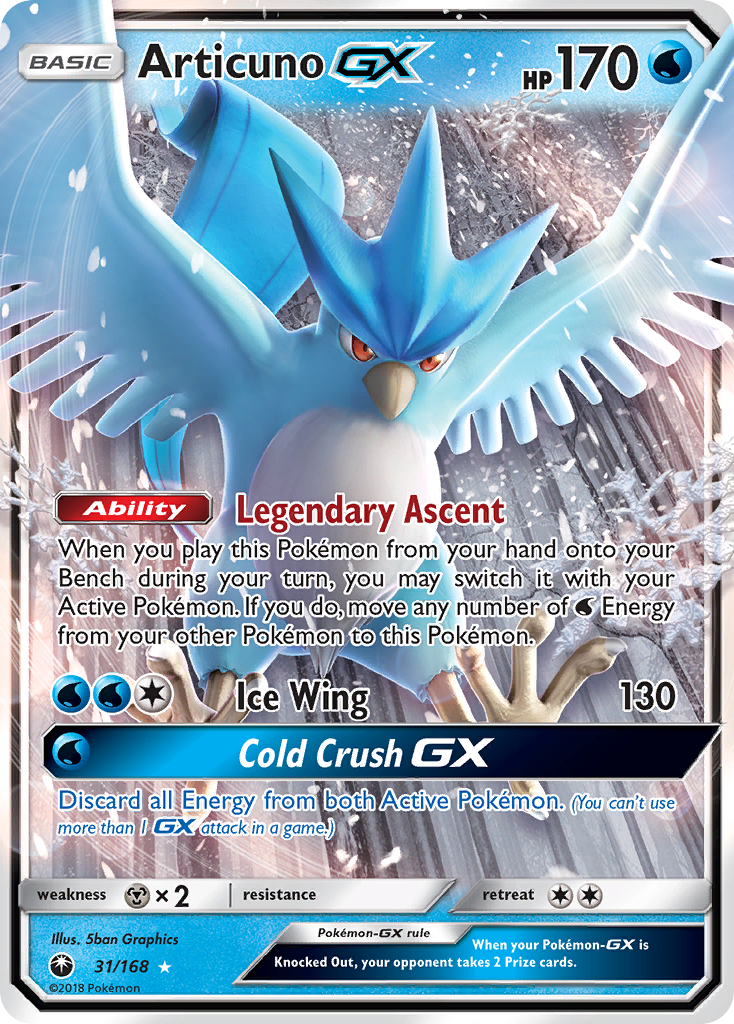 BASIC Articuno GX HP 170
Ability Legendary Ascent
When you play this Pokémon from your hand onto your
Bench during your turn, you may switch it with your
Active Pokémon. If you do, move any number of Energy
from your other Pokémon to this Pokémon.
Ice Wing 130
Cold Crush GX
Discard all Energy from both Active Pokémon. (You can't use
more than 1 GX attack in a game.)
weakness ×2 resistance retreat
Illus. 5ban Graphics
31/168
©2018 Pokémon
Pokémon-GX rule
When your Pokémon-GX is
Knocked Out, your opponent takes 2 Prize cards.